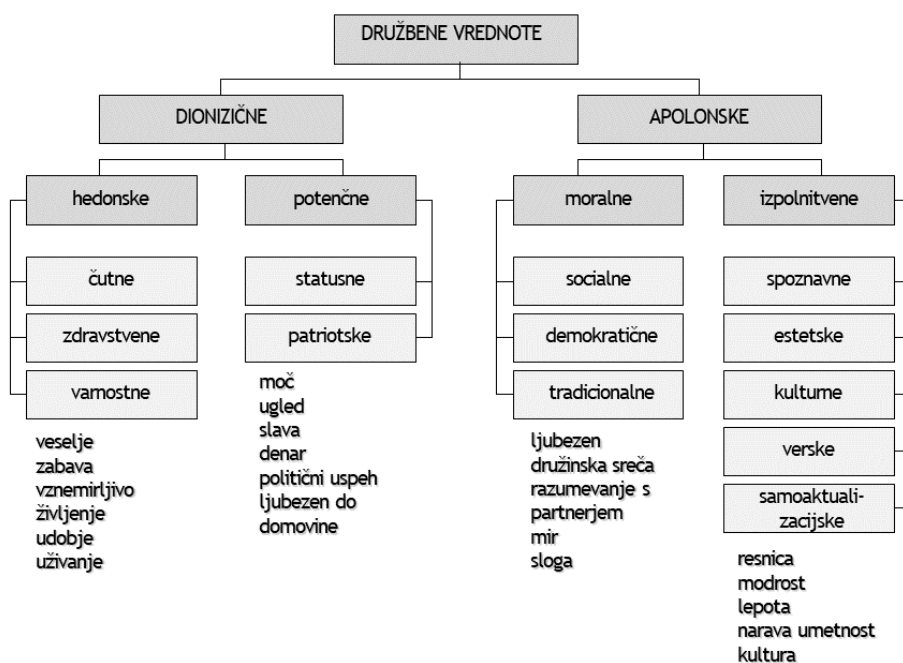 DRUŽBENE VREDNOTE
DIONIZIČNE
APOLONSKE
hedonske
potenčne
moralne
izpolnitvene
čutne
zdravstvene
varnostne
veselje
zabava
vznemirljivo
življenje
udobje
uživanje
statusne
patriotske
moč
ugled
slava
denar
politični uspeh
ljubezen do
domovine
socialne
demokratične
tradicionalne
ljubezen
družinska sreča
razumevanje s
partnerjem
mir
sloga
spoznavne
estetske
kulturne
verske
samoaktuali-
zacijske
resnica
modrost
lepota
narava umetnost
kultura